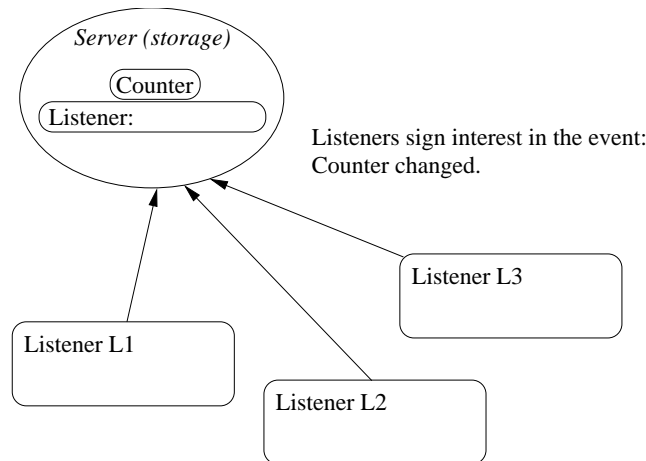 Server (storage)
Counter
Listener:
Listeners sign interest in the event:
Counter changed.
Listener L3
Listener L1
Listener L2